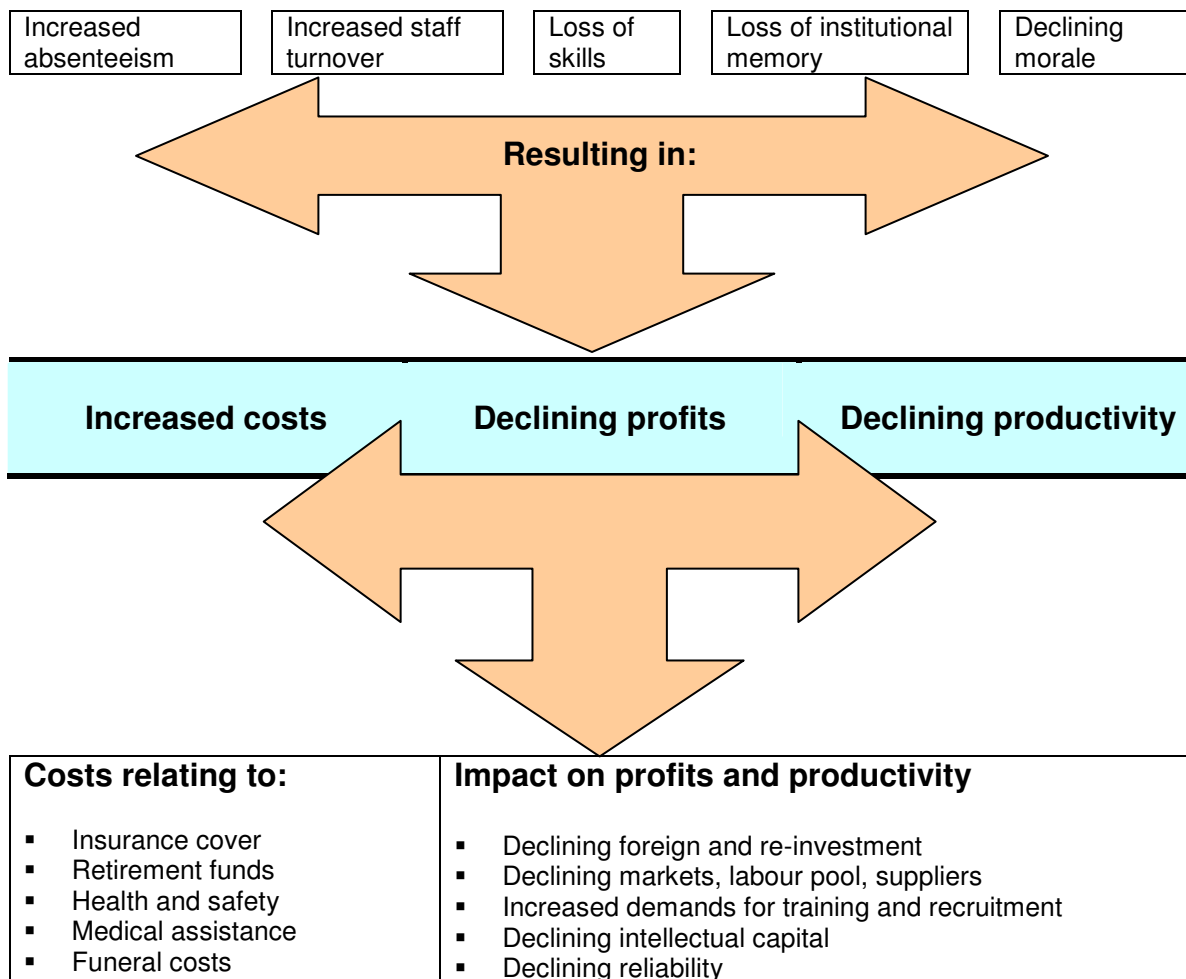 Increased
absenteeism
Increased staff
turnover
Loss of
skills
Loss of institutional
memory
Declining
morale
Resulting in:
Increased costs
Declining profits
Declining productivity
Costs relating to:
▪ Insurance cover
▪ Retirement funds
▪ Health and safety
▪ Medical assistance
▪ Funeral costs
Impact on profits and productivity
▪ Declining foreign and re-investment
▪ Declining markets, labour pool, suppliers
▪ Increased demands for training and recruitment
▪ Declining intellectual capital
▪ Declining reliability